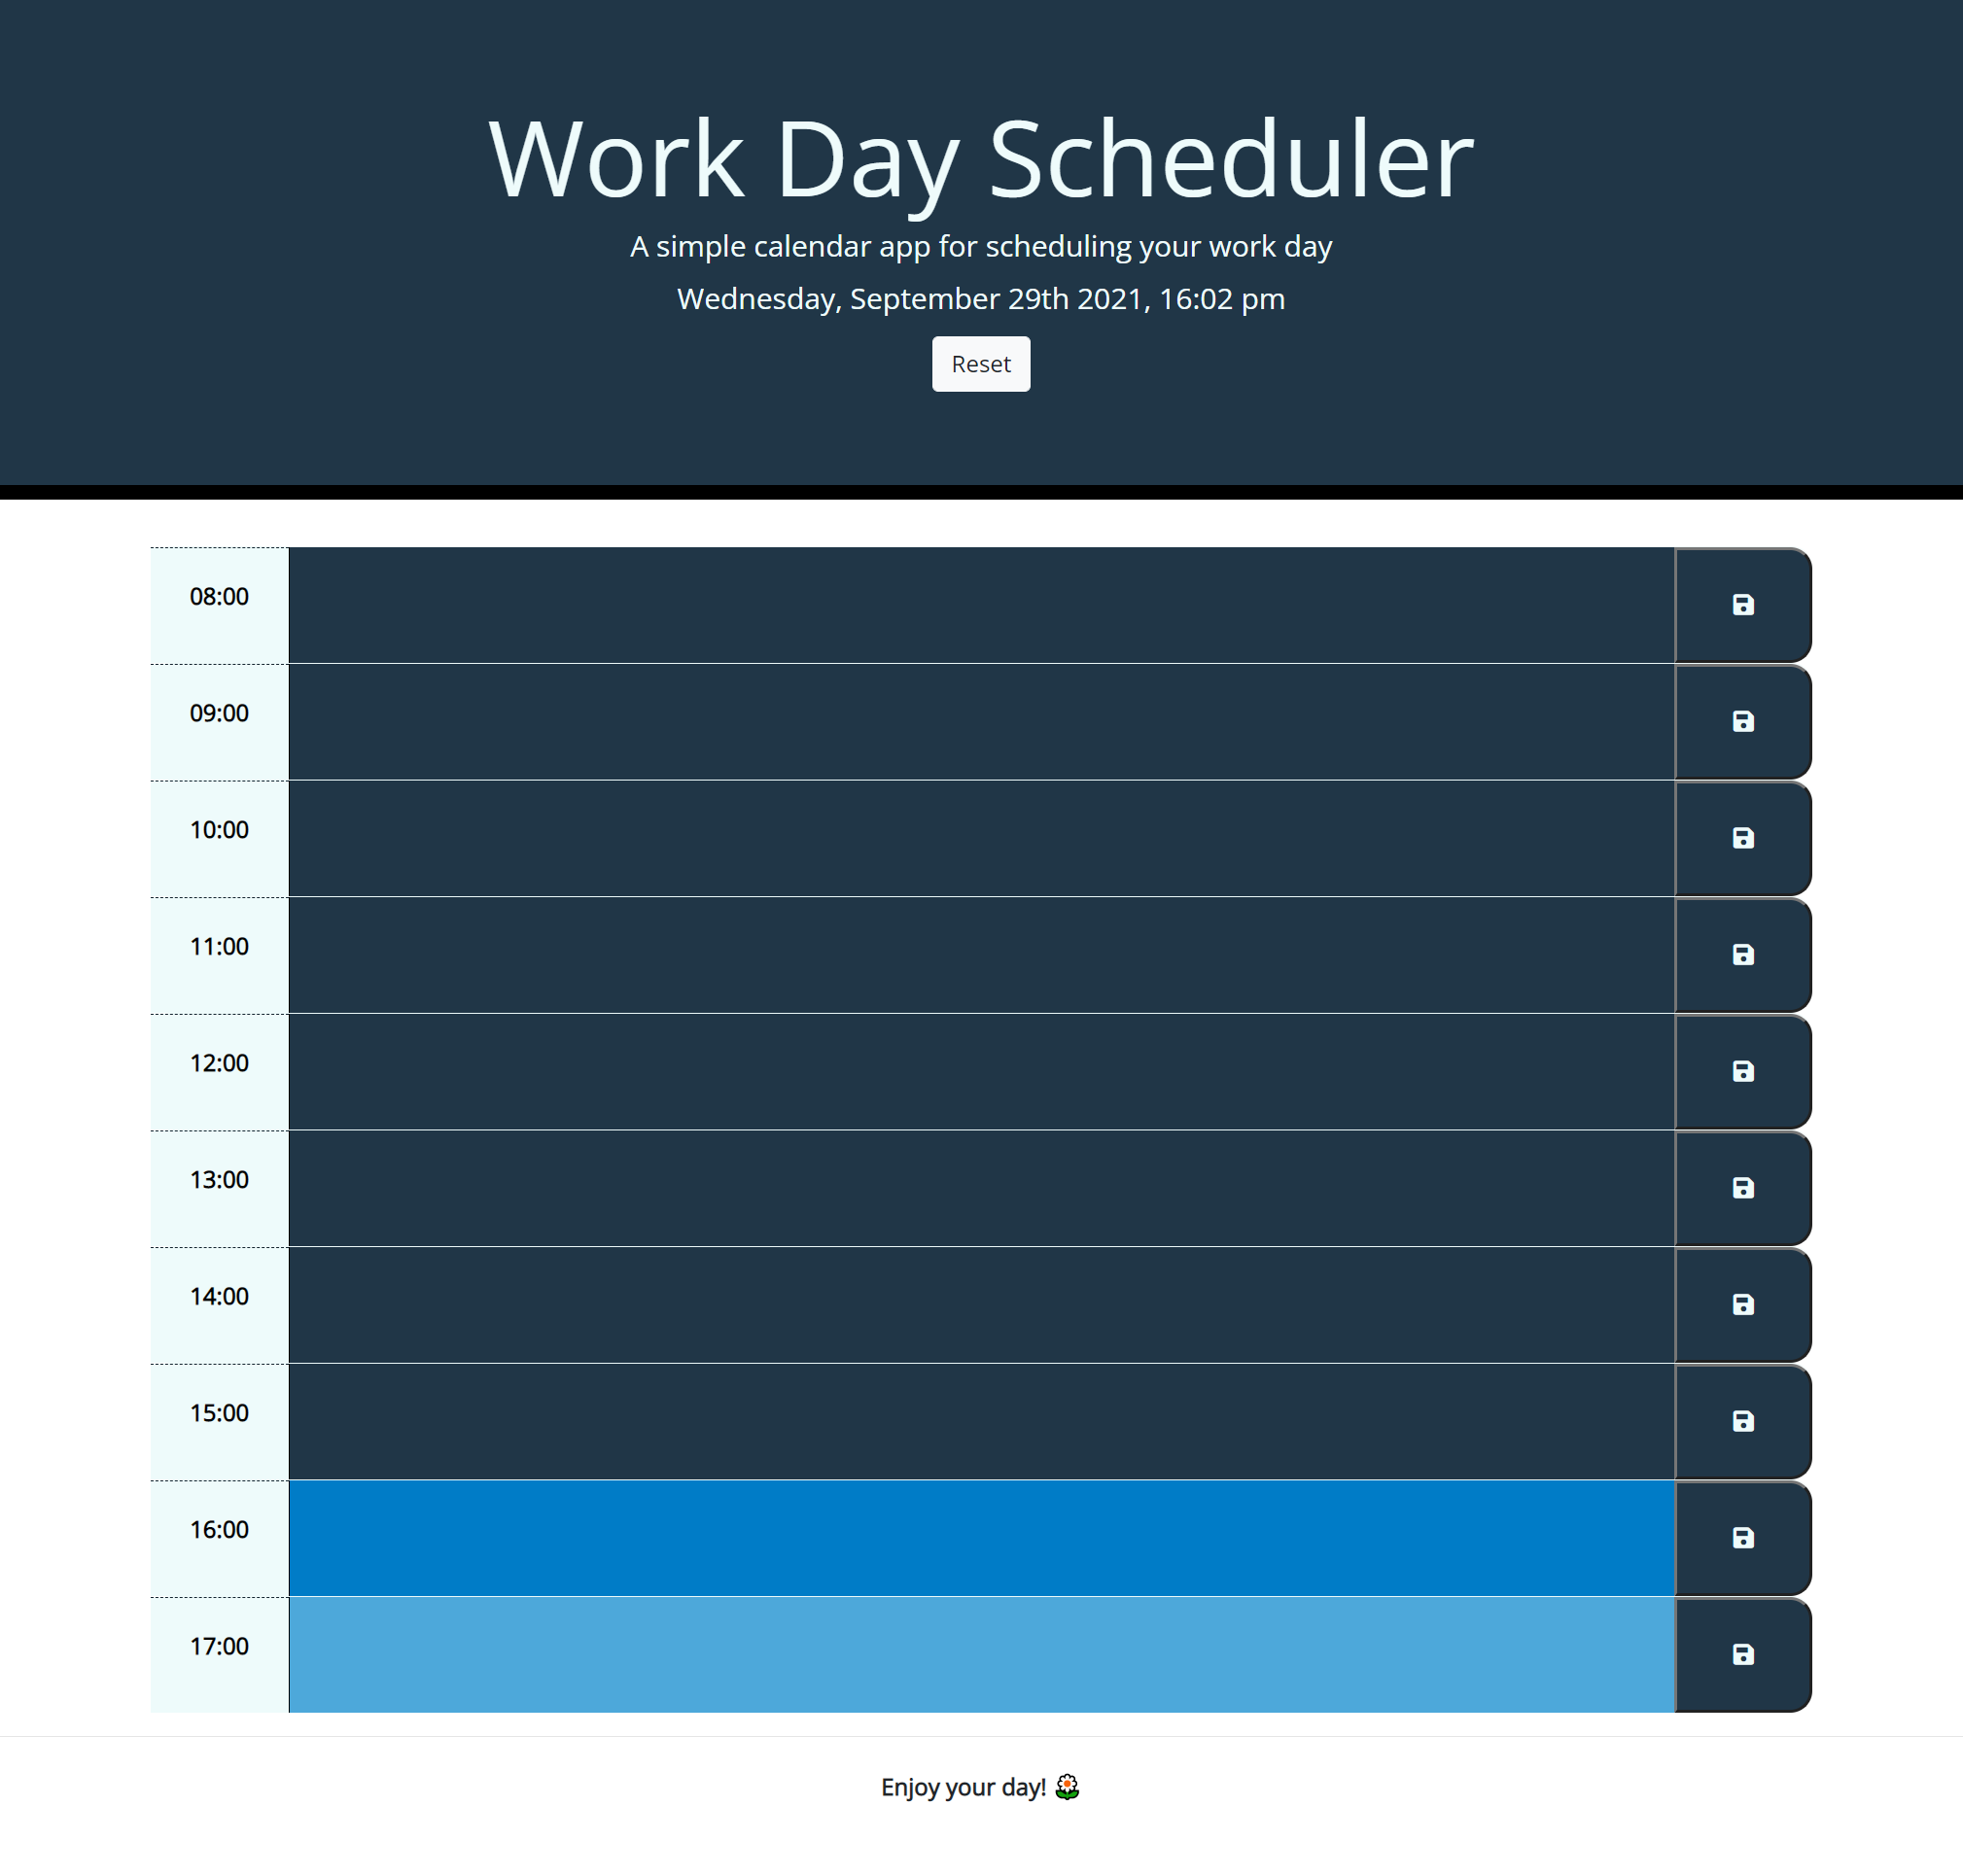 Work Day Scheduler
A simple calendar app for scheduling your work day
Wednesday, September 29th 2021, 16:02 pm
Reset
08:00
09:00
10:00
11:00
12:00
13:00
14:00
15:00
16:00
17:00
Enjoy your day!